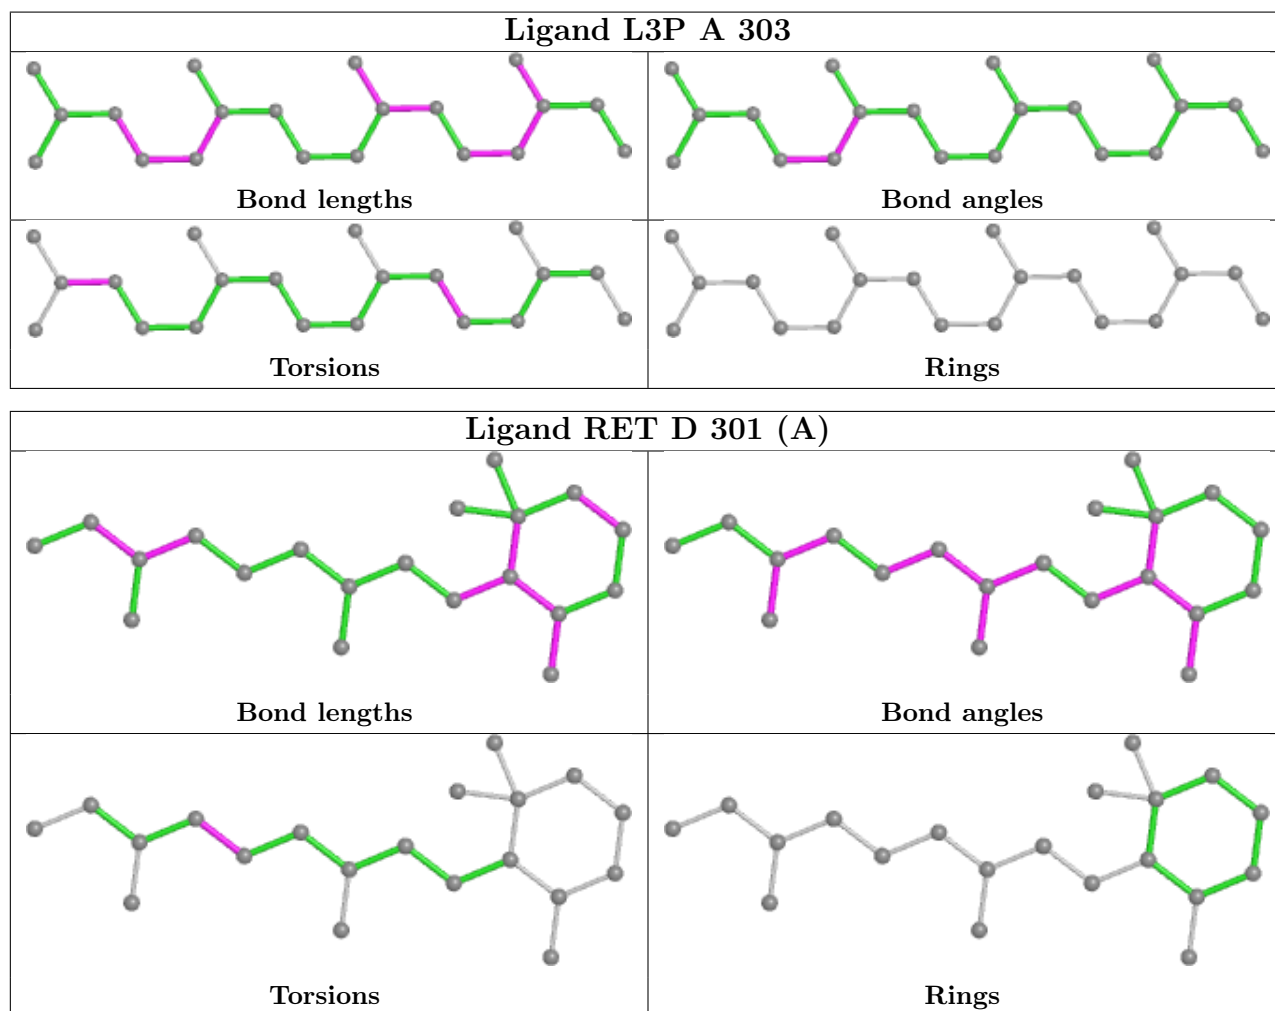 Ligand L3P A 303
Bond lengths
Bond angles
Torsions
Rings
Ligand RET D 301 (A)
Bond lengths
Bond angles
Torsions
Rings